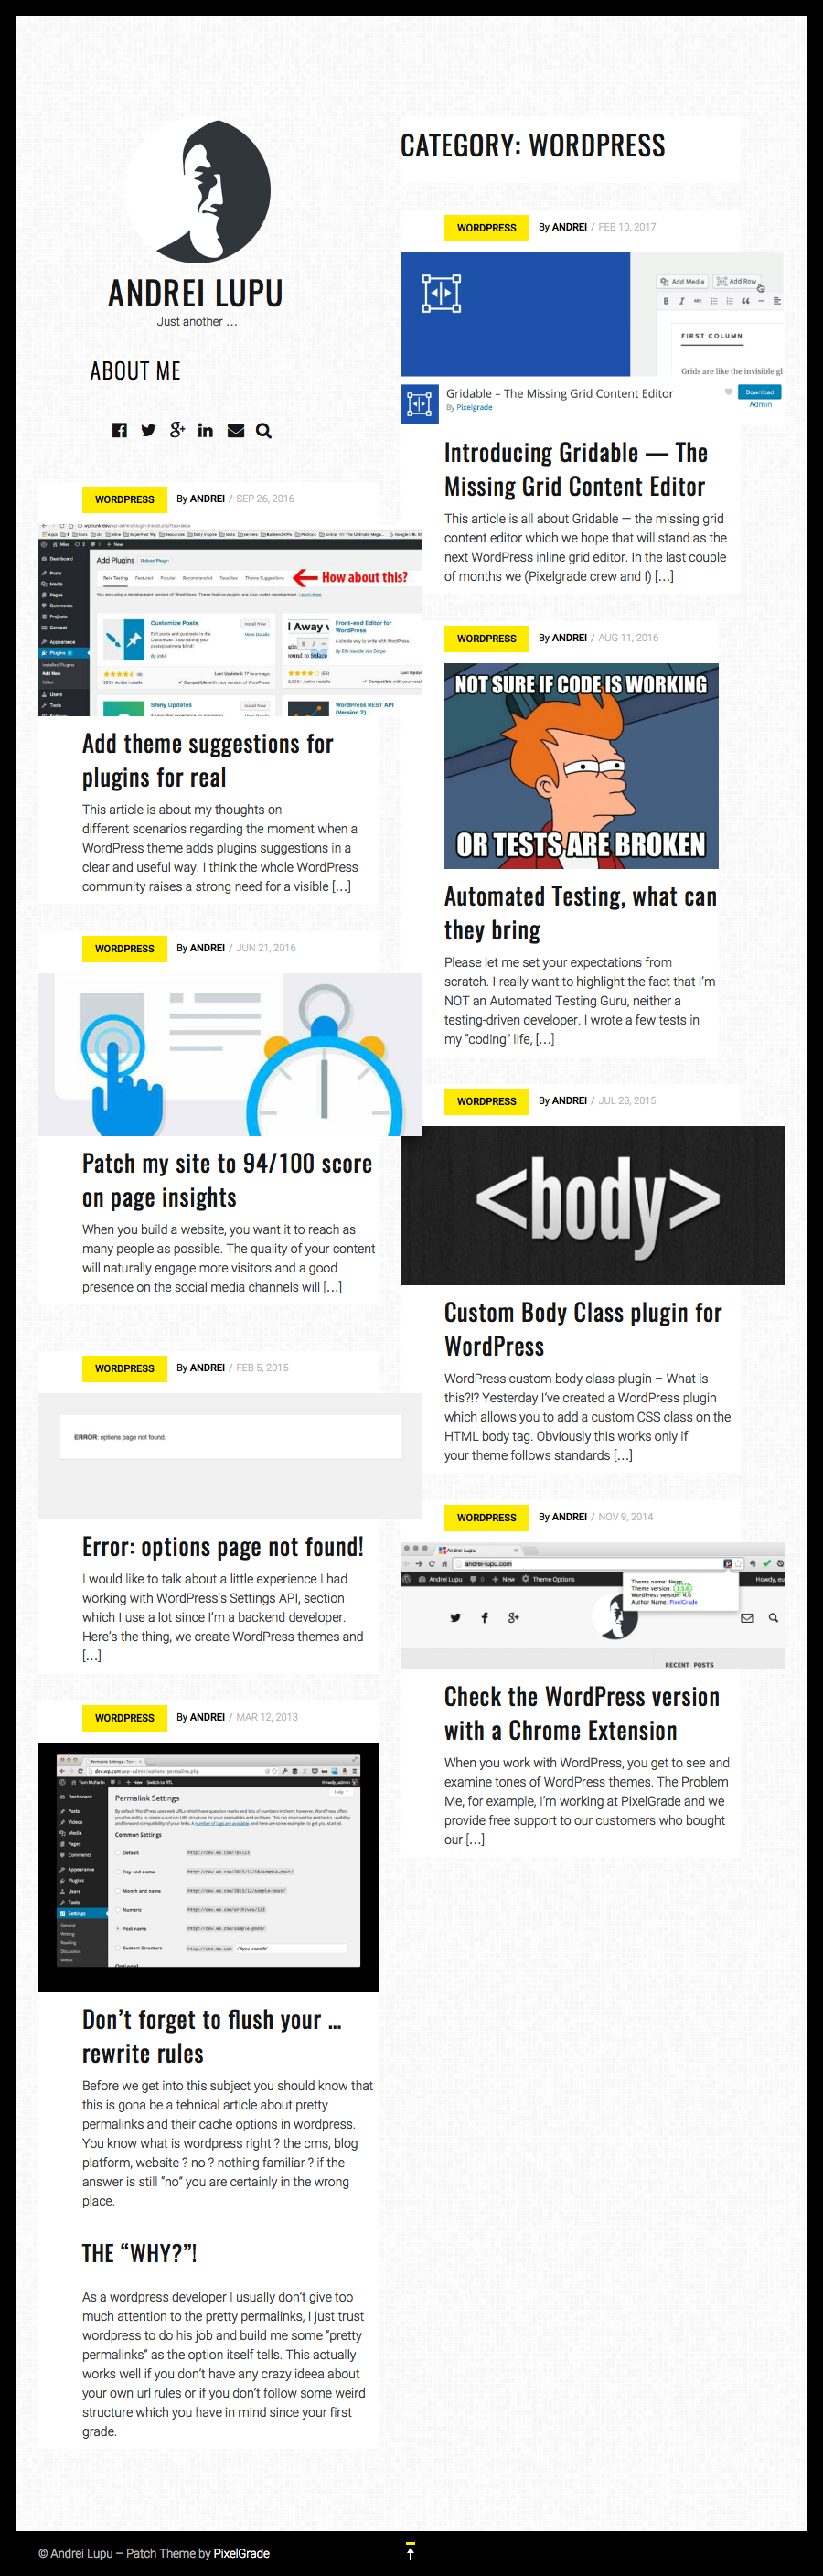 ANDREI LUPU
Just another ...
ABOUT ME
CATEGORY: WORDPRESS
WORDPRESS By ANDREI / FEB 10, 2017
Add Media Add Row
FIRST COLUMN
Grids are like the invisible gl
Gridable – The Missing Grid Content Editor
By Pixelgrade
Download
Admin
Introducing Gridable — The
Missing Grid Content Editor
This article is all about Gridable – the missing grid
content editor which we hope that will stand as the
next WordPress inline grid editor. In the last couple
of months we (Pixelgrade crew and I) [...]
WORDPRESS By ANDREI / SEP 26, 2016
Add Plugins Upload Plugin
How about this?
Customize Posts
Front-end Editor for
WordPress
Shiny Updates
WordPress REST API
(Version 2)
Add theme suggestions for
plugins for real
This article is about my thoughts on
different scenarios regarding the moment when a
WordPress theme adds plugins suggestions in a
clear and useful way. I think the whole WordPress
community raises a strong need for a visible [...]
WORDPRESS By ANDREI / AUG 11, 2016
NOT SURE IF CODE IS WORKING
OR TESTS ARE BROKEN
Automated Testing, what can
they bring
Please let me set your expectations from
scratch. I really want to highlight the fact that I'm
NOT an Automated Testing Guru, neither a
testing-driven developer. I wrote a few tests in
my "coding" life, [...]
WORDPRESS By ANDREI / JUN 21, 2016
Patch my site to 94/100 score
on page insights
When you build a website, you want it to reach as
many people as possible. The quality of your content
will naturally engage more visitors and a good
presence on the social media channels will [...]
WORDPRESS By ANDREI / JUL 28, 2015
<body>
Custom Body Class plugin for
WordPress
WordPress custom body class plugin – What is
this?!? Yesterday I've created a WordPress plugin
which allows you to add a custom CSS class on the
HTML body tag. Obviously this works only if
your theme follows standards [...]
WORDPRESS By ANDREI / FEB 5, 2015
ERROR: options page not found.
Error: options page not found!
I would like to talk about a little experience I had
working with WordPress's Settings API, section
which I use a lot since I'm a backend developer.
Here's the thing, we create WordPress themes and
[...]
WORDPRESS By ANDREI / NOV 9, 2014
Andrei Lupu
andrei-lupu.com
Andrei Lupu 0 + New Theme Options Howdy, eu
Theme version: 1.3.6
WordPress version: 4.0
Author Name: PixelGrade
RECENT POSTS
Check the WordPress version
with a Chrome Extension
When you work with WordPress, you get to see and
examine tones of WordPress themes. The Problem
Me, for example, I'm working at PixelGrade and we
provide free support to our customers who bought
our [...]
WORDPRESS By ANDREI / MAR 12, 2013
Permalink Settings
Common Settings
Default
Day and name
Month and name
Numeric
Post name
Custom Structure
Don't forget to flush your ...
rewrite rules
Before we get into this subject you should know that
this is gona be a tehnical article about pretty
permalinks and their cache options in wordpress.
You know what is wordpress right ? the cms, blog
platform, website ? no ? nothing familiar ? if the
answer is still "no" you are certainly in the wrong
place.
THE "WHY?"!
As a wordpress developer I usually don't give too
much attention to the pretty permalinks, I just trust
wordpress to do his job and build me some "pretty
permalinks" as the option itself tells. This actually
works well if you don't have any crazy ideea about
your own url rules or if you don't follow some weird
structure which you have in mind since your first
grade.
© Andrei Lupu – Patch Theme by PixelGrade